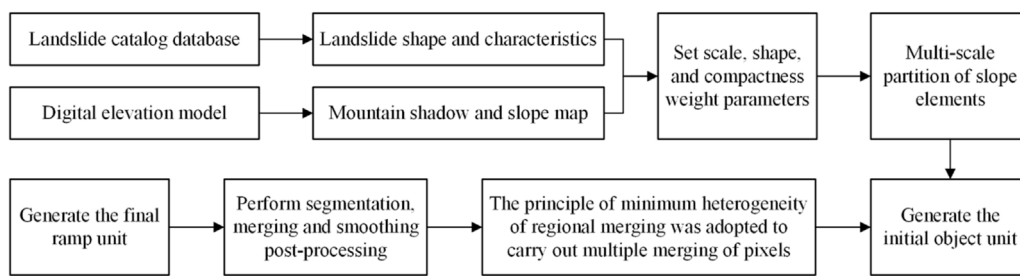 Landslide catalog database
Landslide shape and characteristics
Digital elevation model
Mountain shadow and slope map
Set scale, shape,
and compactness
weight parameters
Multi-scale
partition of slope
elements
Generate the final
ramp unit
Perform segmentation,
merging and smoothing
post-processing
The principle of minimum heterogeneity
of regional merging was adopted to
carry out multiple merging of pixels
Generate the
initial object unit